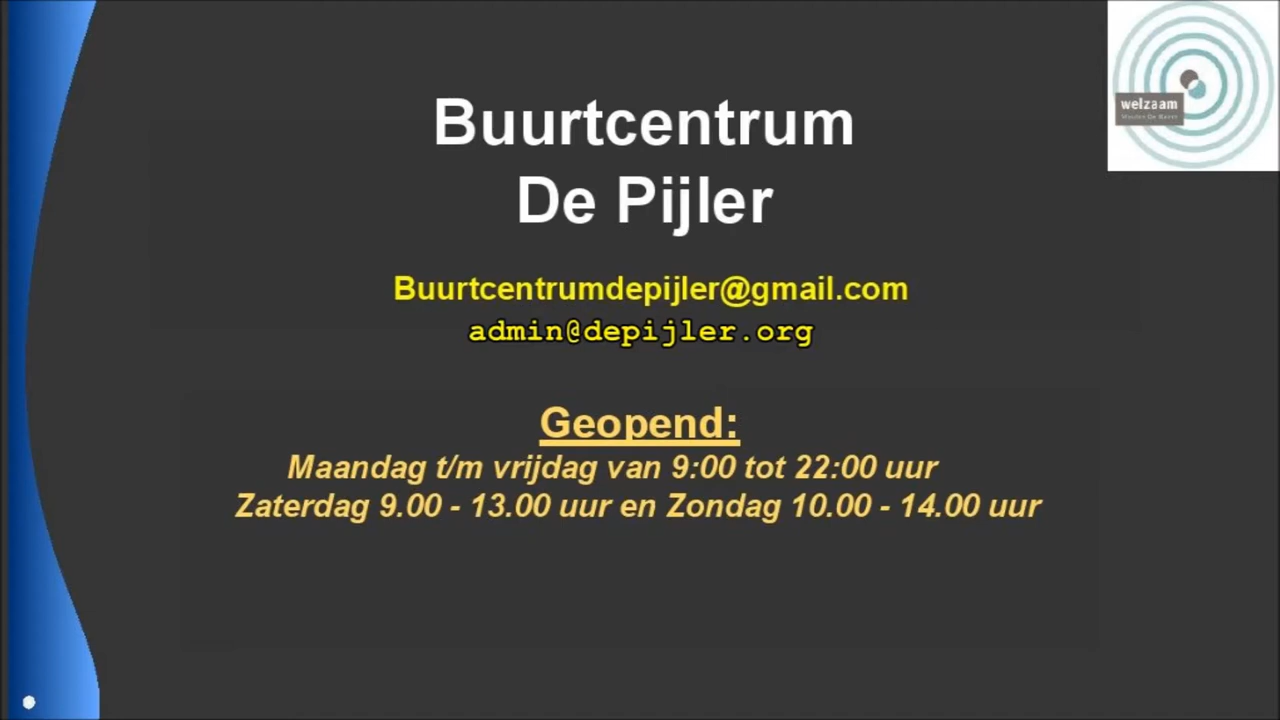 welzaam
Buurtcentrum
De Pijler
Buurtcentrumdepijler@gmail.com
admin@depijler.org
Geopend:
Maandag t/m vrijdag van 9:00 tot 22:00 uur
Zaterdag 9.00 - 13.00 uur en Zondag 10.00 - 14.00 uur